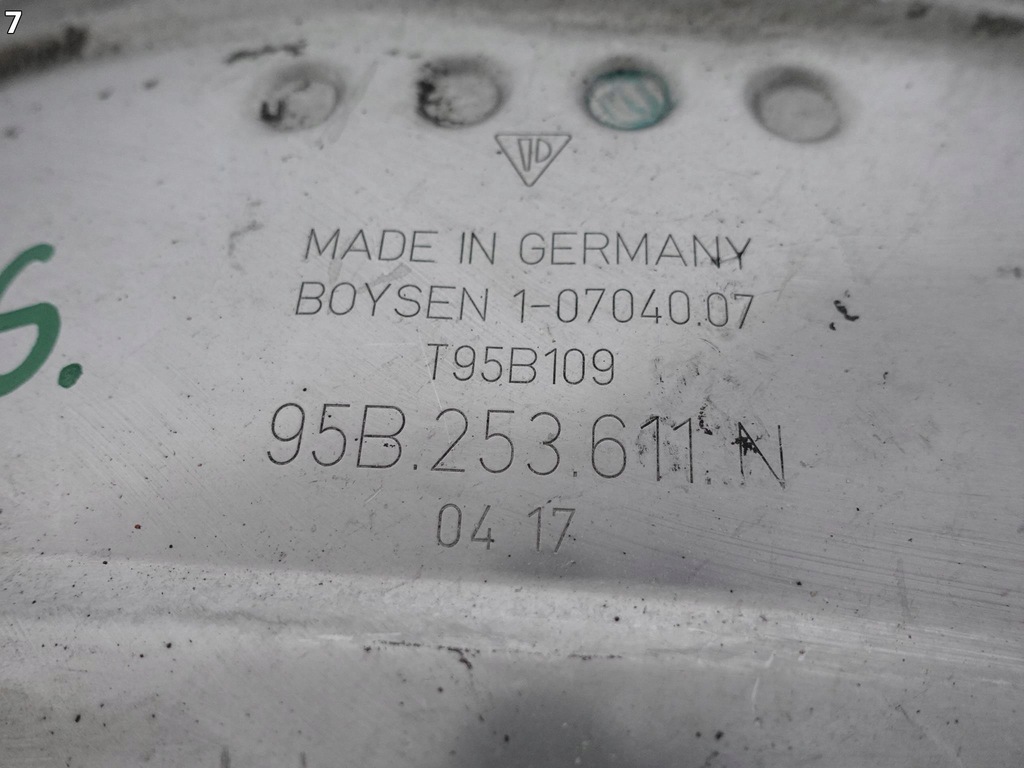 7
MADE IN GERMANY
BOYSEN 1-07040.07
T95B109
95B.253.611.N
04 17